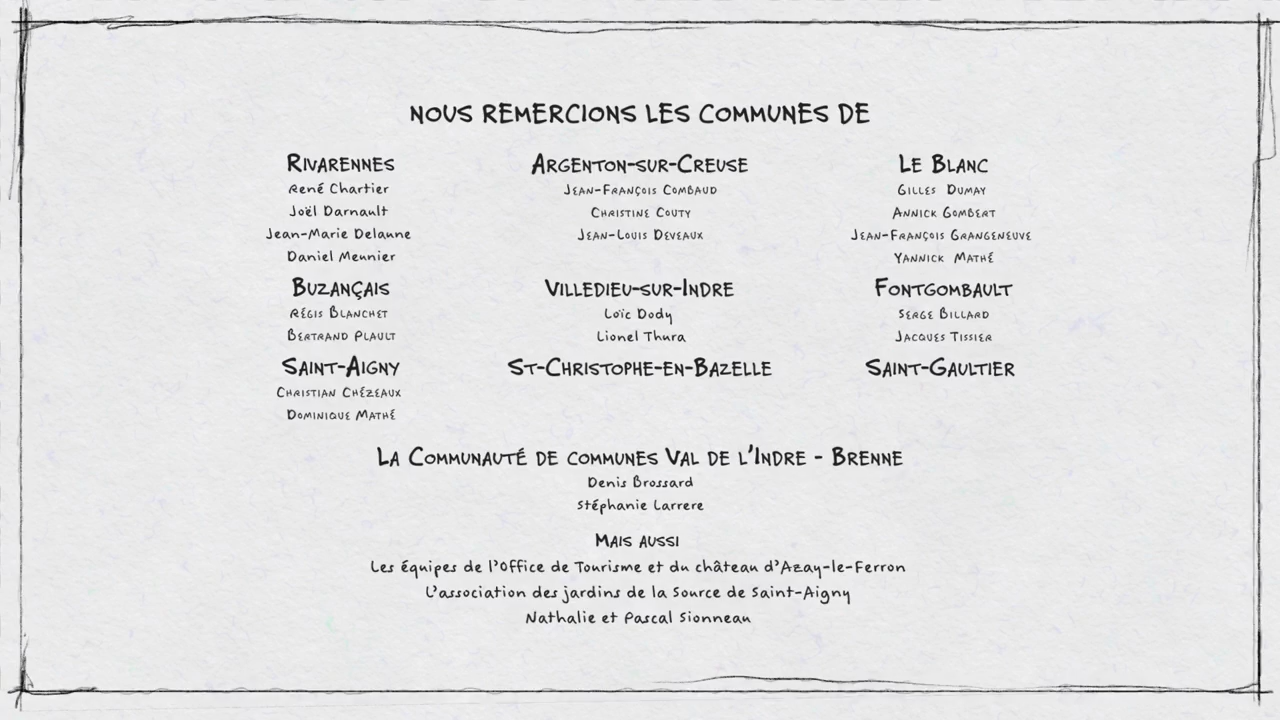 NOUS REMERCIONS LES COMMUNES DE
RIVARENNES
René Chartier
Joël Darnault
Jean-Marie Delaune
Daniel Meunier
ARGENTON-SUR-CREUSE
JEAN-FRANÇOIS COMBAUD
CHRISTINE COUTY
JEAN-LOUIS DEVEAUX
LE BLANC
GILLES DUMAY
ANNICK GOMBERT
JEAN-FRANÇOIS GRANGENEUVE
YANNICK MATHÉ
BUZANÇAIS
RÉGIS BLANCHET
BERTRAND PLAULT
VILLEDIEU-SUR-INDRE
Loïc Dody
Lionel Thura
FONTGOMBAULT
SERGE BILLARD
JACQUES TISSIER
SAINT-AIGNY
CHRISTIAN CHÉZEAUX
DOMINIQUE MATHÉ
ST-CHRISTOPHE-EN-BAZELLE
SAINT-GAULTIER
LA COMMUNAUTÉ DE COMMUNES VAL DE L'INDRE - BRENNE
Denis Brossard
Stéphanie Larrere
MAIS AUSSI
Les équipes de l'Office de Tourisme et du château d'Azay-le-Ferron
L'association des jardins de la Source de Saint-Aigny
Nathalie et Pascal Sionneau